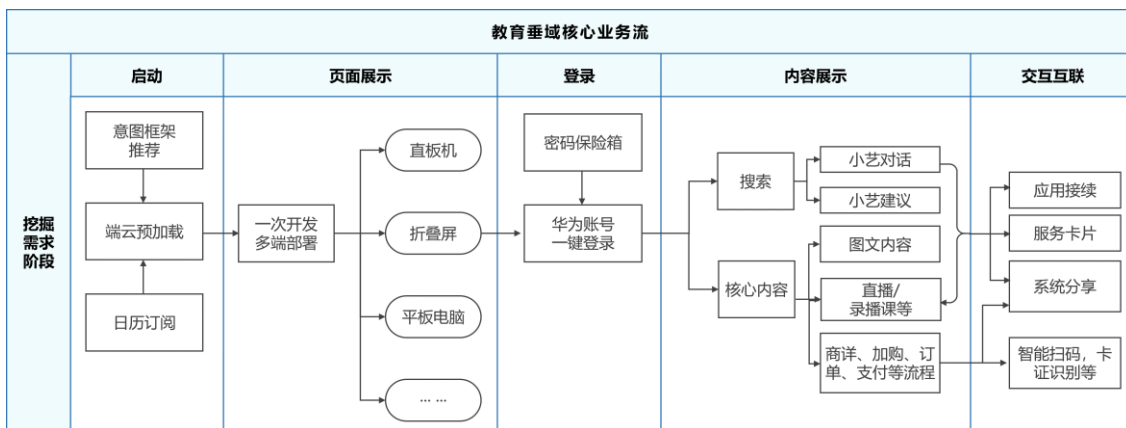 教育垂域核心业务流
启动
页面展示
登录
内容展示
交互互联
挖掘
需求
阶段
意图框架
推荐
端云预加载
日历订阅
一次开发
多端部署
直板机
折叠屏
平板电脑
... ...
密码保险箱
华为账号
一键登录
搜索
核心内容
小艺对话
小艺建议
图文内容
直播/
录播课等
商详、加购、订
单、支付等流程
应用接续
服务卡片
系统分享
智能扫码，卡
证识别等